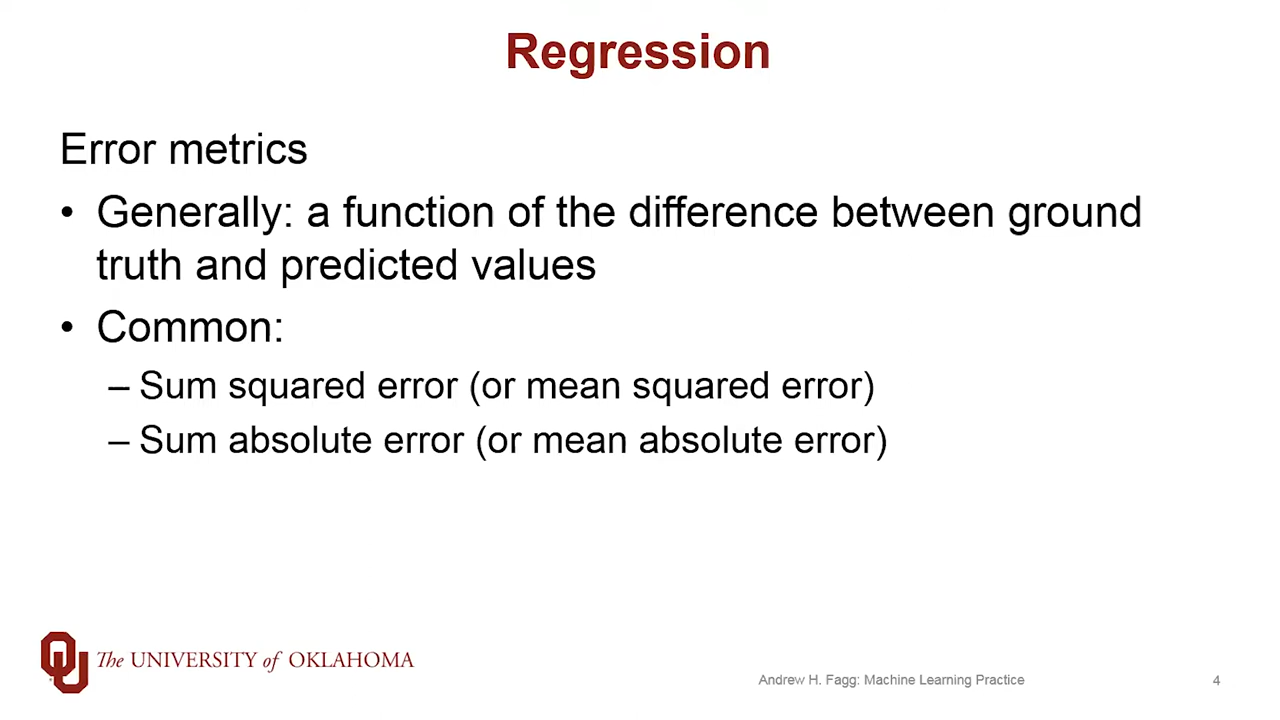 Regression
Error metrics
• Generally: a function of the difference between ground
truth and predicted values
• Common:
– Sum squared error (or mean squared error)
– Sum absolute error (or mean absolute error)
OU The UNIVERSITY of OKLAHOMA
Andrew H. Fagg: Machine Learning Practice
4